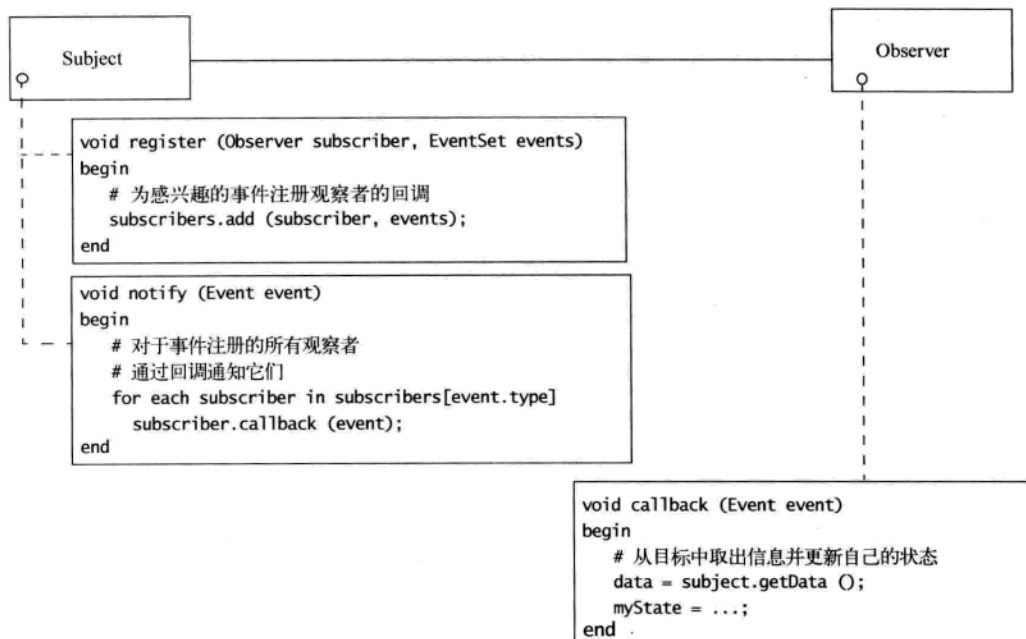 Subject
Observer
void register (Observer subscriber, EventSet events)
begin
# 为感兴趣的事件注册观察者的回调
subscribers.add (subscriber, events);
end
void notify (Event event)
begin
# 对于事件注册的所有观察者
# 通过回调通知它们
for each subscriber in subscribers[event.type]
subscriber.callback (event);
end
void callback (Event event)
begin
# 从目标中取出信息并更新自己的状态
data = subject.getData ();
myState = ...;
end